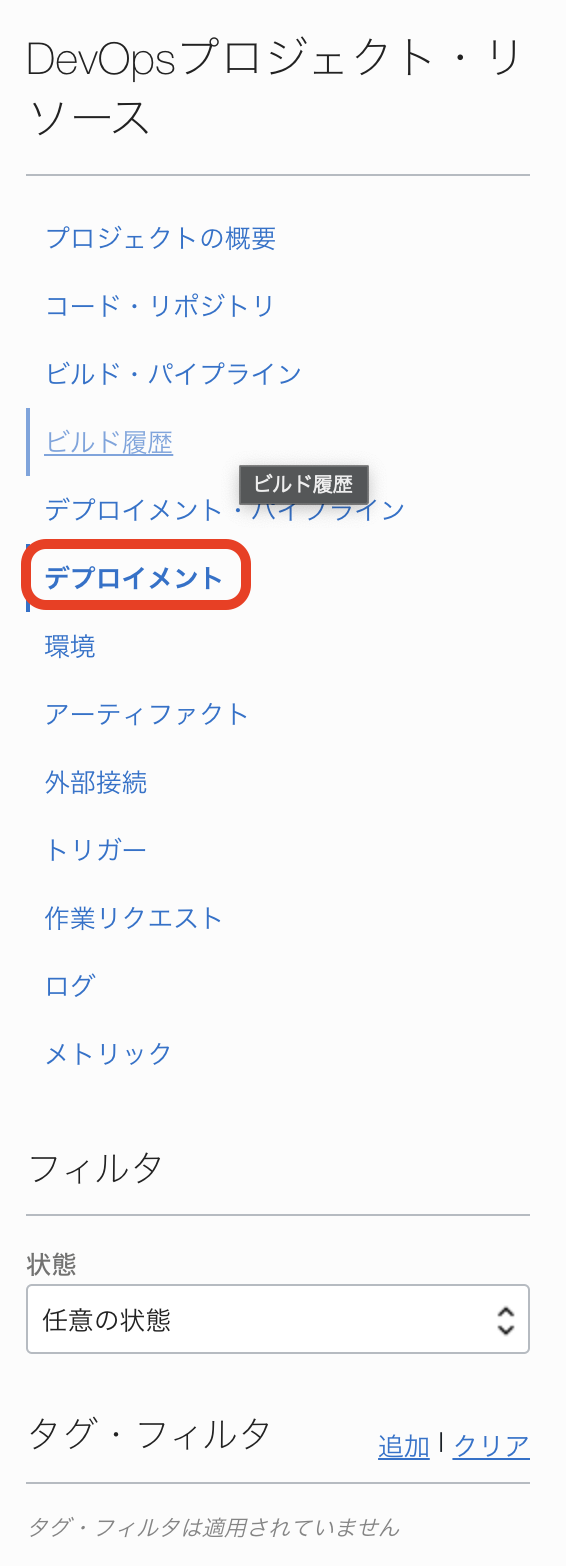 DevOpsプロジェクト・リ
ソース
プロジェクトの概要
コード・リポジトリ
ビルド・パイプライン
ビルド履歴
ビルド履歴
デプロイメント・パイプライン
デプロイメント
環境
アーティファクト
外部接続
トリガー
作業リクエスト
ログ
メトリック
フィルタ
状態
任意の状態
タグ・フィルタ 追加 | クリア
タグ・フィルタは適用されていません